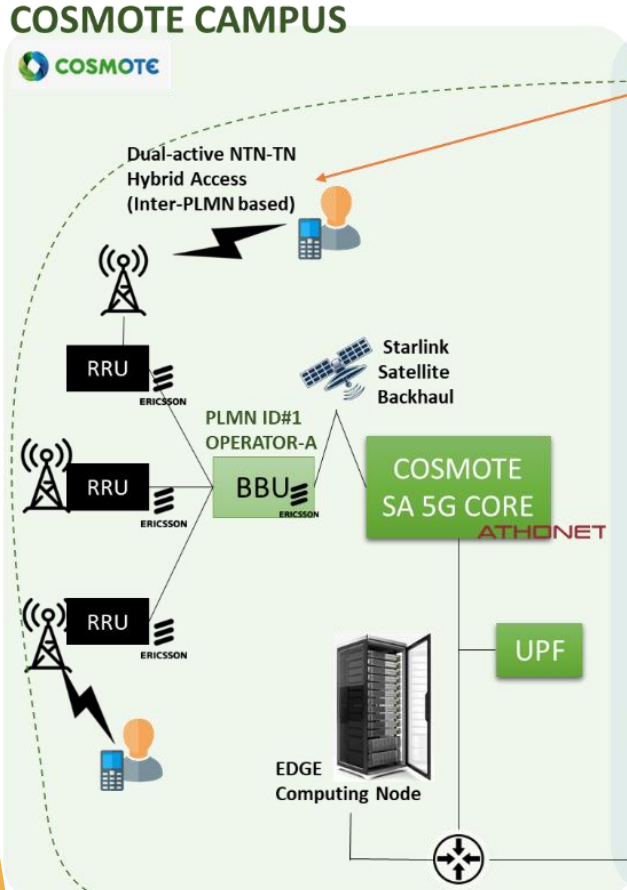 COSMOTE CAMPUS
COSMOTE
Dual-active NTN-TN
Hybrid Access
(Inter-PLMN based)
RRU
ERICSSON
Starlink
Satellite
Backhaul
PLMN ID#1
OPERATOR-A
RRU
ERICSSON
BBU
ERICSSON
COSMOTE
SA 5G CORE
ATHONET
RRU
ERICSSON
UPF
EDGE
Computing Node